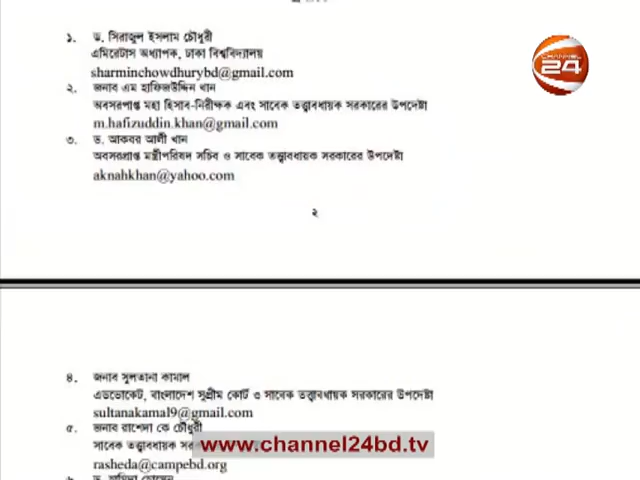 ১. ড. সিরাজুল ইসলাম চৌধুরী
এমিরেটাস অধ্যাপক, ঢাকা বিশ্ববিদ্যালয়
sharminchowdhurybd@gmail.com
২. জনাব এম হাফিজউদ্দিন খান
অবসরপ্রাপ্ত মহা হিসাব-নিরীক্ষক এবং সাবেক তত্ত্বাবধায়ক সরকারের উপদেষ্টা
m.hafizuddin.khan@gmail.com
৩. ড. আকবর আলী খান
অবসরপ্রাপ্ত মন্ত্রীপরিষদ সচিব ও সাবেক তত্ত্বাবধায়ক সরকারের উপদেষ্টা
aknahkhan@yahoo.com
২
৪. জনাব সুলতানা কামাল
এডভোকেট, বাংলাদেশ সুপ্রীম কোর্ট ও সাবেক তত্ত্বাবধায়ক সরকারের উপদেষ্টা
sultanakamal9@gmail.com
৫. জনাব রাশেদা কে চৌধুরী
সাবেক তত্ত্বাবধায়ক
rasheda@campebd.org
CHANNEL
24
www.channel24bd.tv